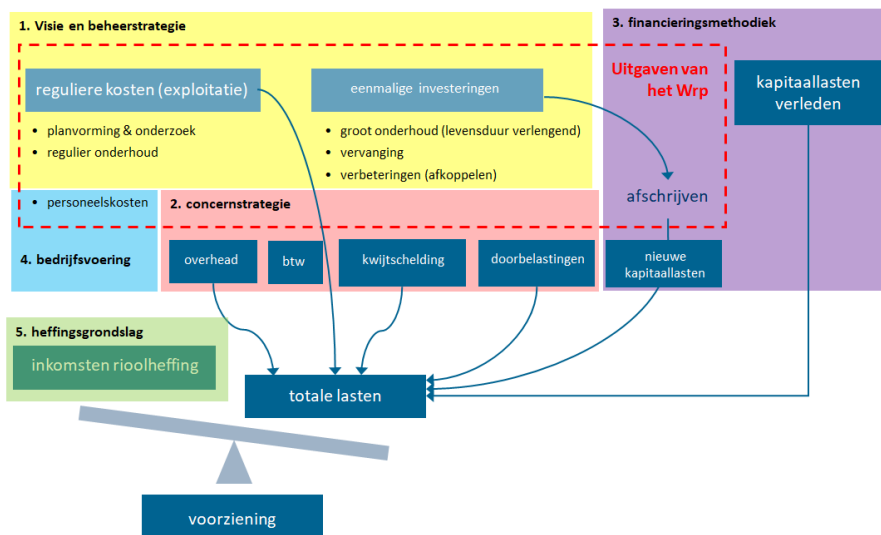 1. Visie en beheerstrategie
reguliere kosten (exploitatie)
• planvorming & onderzoek
• regulier onderhoud
eenmalige investeringen
• groot onderhoud (levensduur verlengend)
• vervanging
• verbeteringen (afkoppelen)
3. financieringsmethodiek
Uitgaven van
het Wrp
kapitaallasten
verleden
afschrijven
nieuwe
kapitaallasten
• personeelskosten
4. bedrijfsvoering
2. concernstrategie
overhead
btw
kwijtschelding
doorbelastingen
5. heffingsgrondslag
inkomsten rioolheffing
totale lasten
voorziening